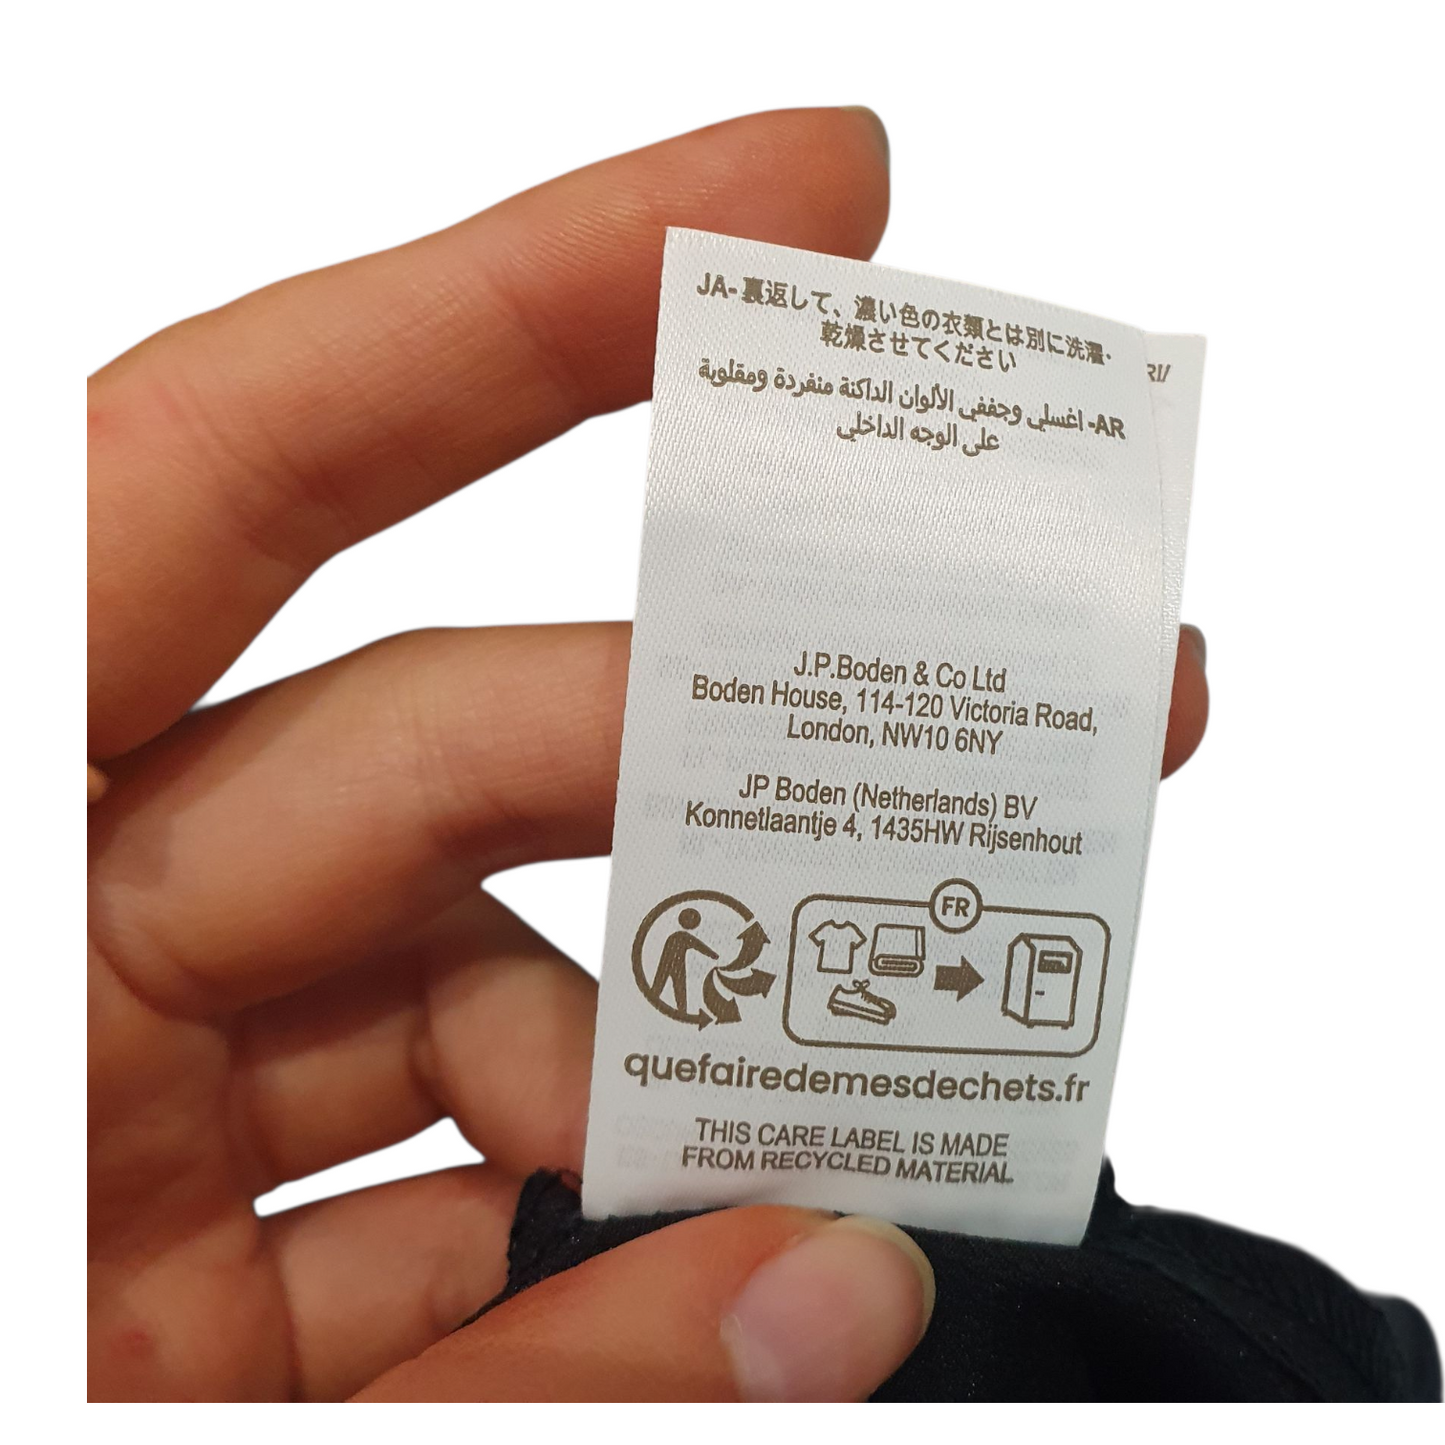 JA- 裏返して、濃い色の衣類とは別に洗濯·
乾燥させてください
AR- اغسلي وجففي الألوان الداكنة منفردة ومقلوبة
على الوجه الداخلي
J.P.Boden & Co Ltd
Boden House, 114-120 Victoria Road,
London, NW10 6NY
JP Boden (Netherlands) BV
Konnetlaantje 4, 1435HW Rijsenhout
FR
quefairedemesdechets.fr
THIS CARE LABEL IS MADE
FROM RECYCLED MATERIAL